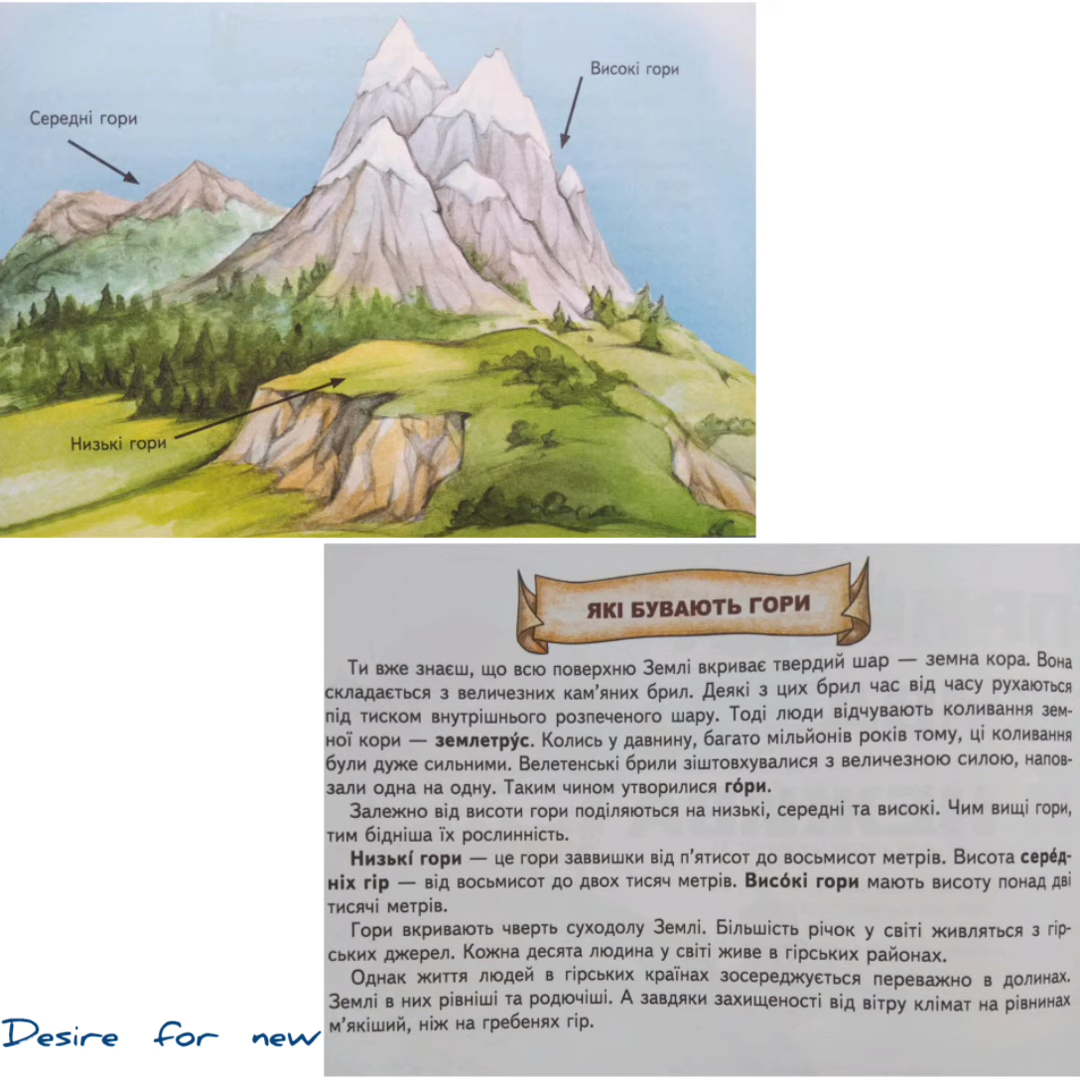 Високі гори
Середні гори
Низькі гори
ЯКІ БУВАЮТЬ ГОРИ
Ти вже знаєш, що всю поверхню Землі вкриває твердий шар — земна кора. Вона
складається з величезних кам'яних брил. Деякі з цих брил час від часу рухаються
під тиском внутрішнього розпеченого шару. Тоді люди відчувають коливання зем-
ної кори — землетру́с. Колись у давнину, багато мільйонів років тому, ці коливання
були дуже сильними. Велетенські брили зіштовхувалися з величезною силою, напов-
зали одна на одну. Таким чином утворилися го́ри.
Залежно від висоти гори поділяються на низькі, середні та високі. Чим вищі гори,
тим бідніша їх рослинність.
Низькі́ гори — це гори заввишки від п'ятисот до восьмисот метрів. Висота сере́д-
ніх гір — від восьмисот до двох тисяч метрів. Висо́кі гори мають висоту понад дві
тисячі метрів.
Гори вкривають чверть суходолу Землі. Більшість річок у світі живляться з гір-
ських джерел. Кожна десята людина у світі живе в гірських районах.
Однак життя людей в гірських країнах зосереджується переважно в долинах.
Землі в них рівніші та родючіші. А завдяки захищеності від вітру клімат на рівнинах
м'якіший, ніж на гребенях гір.
Desire for new